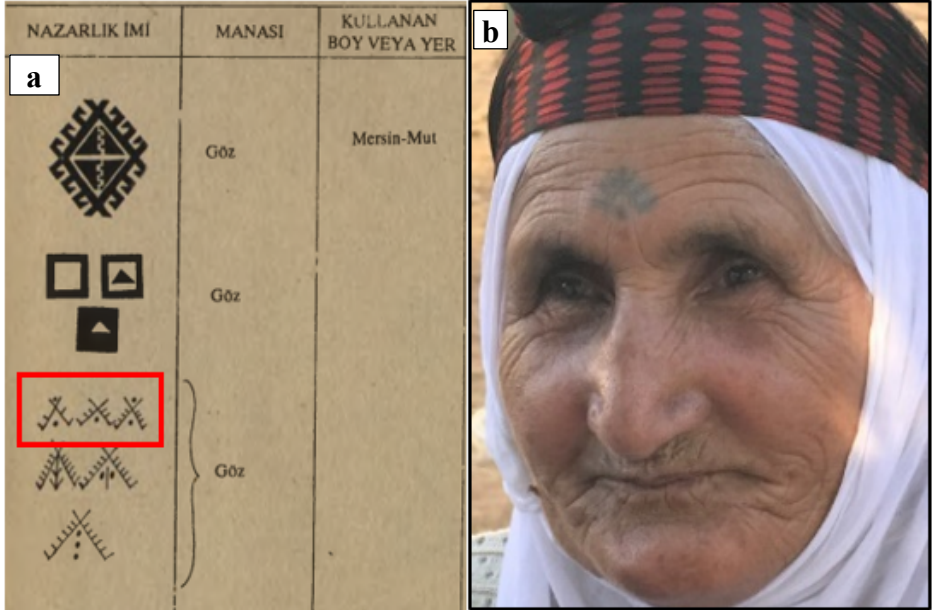 NAZARLIK İMİ
MANASI
KULLANAN
BOY VEYA YER
a
Göz
Mersin-Mut
Göz
Göz
b